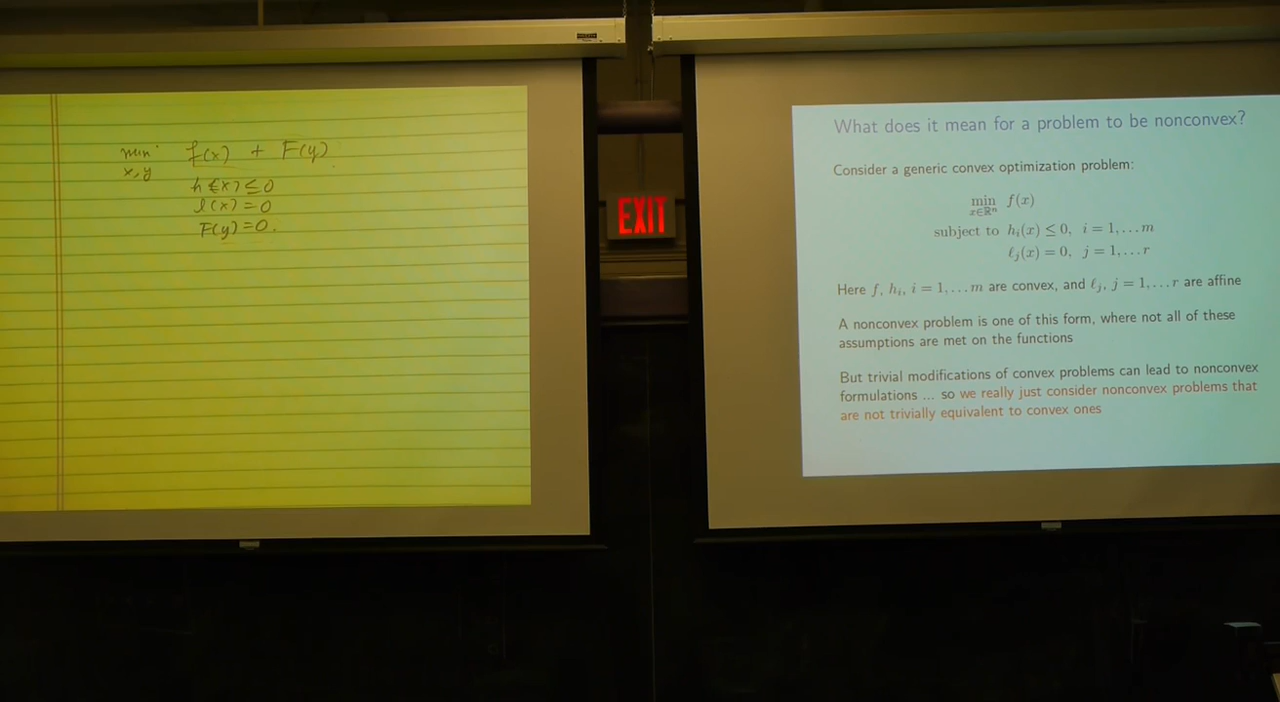 min f(x) + F(y)
x,y
h(x) ≤ 0
l(x) = 0
F(y) = 0.
EXIT
What does it mean for a problem to be nonconvex?
Consider a generic convex optimization problem:
min f(x)
x∈ℝⁿ
subject to hᵢ(x) ≤ 0, i = 1,...m
ℓⱼ(x) = 0, j = 1,...r
Here f, hᵢ, i = 1,...m are convex, and ℓⱼ, j = 1,...r are affine
A nonconvex problem is one of this form, where not all of these
assumptions are met on the functions
But trivial modifications of convex problems can lead to nonconvex
formulations ... so we really just consider nonconvex problems that
are not trivially equivalent to convex ones